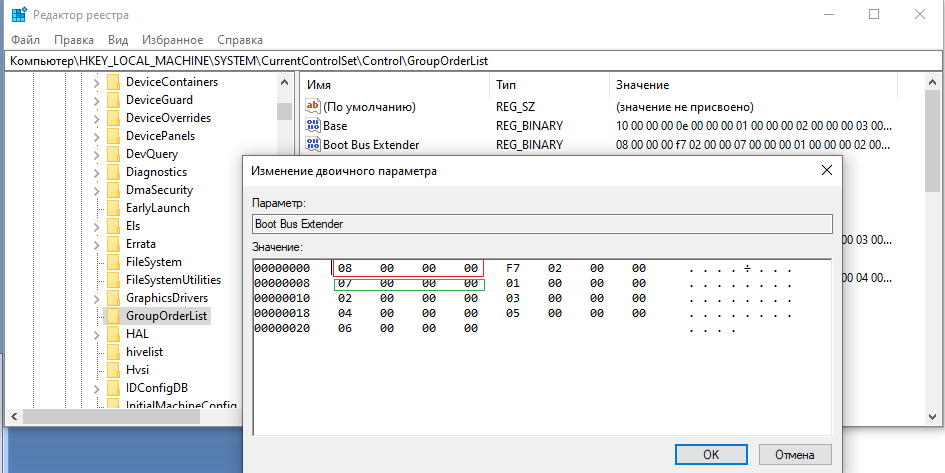 Редактор реестра
Файл Правка Вид Избранное Справка
Компьютер\HKEY_LOCAL_MACHINE\SYSTEM\CurrentControlSet\Control\GroupOrderList
DeviceContainers
DeviceGuard
DeviceOverrides
DevicePanels
DevQuery
Diagnostics
DmaSecurity
EarlyLaunch
Els
Errata
FileSystem
FileSystemUtilities
GraphicsDrivers
GroupOrderList
HAL
hivelist
Hvsi
IDConfigDB
InitialMachineConfig
Имя Тип Значение
(По умолчанию) REG_SZ (значение не присвоено)
Base REG_BINARY 10 00 00 00 0e 00 00 00 01 00 00 00 02 00 00 00 03 00...
Boot Bus Extender REG_BINARY 08 00 00 00 f7 02 00 00 07 00 00 00 01 00 00 00 02 00...
00 03 00...
00 04 00...
Изменение двоичного параметра
Параметр:
Boot Bus Extender
Значение:
00000000 08 00 00 00 F7 02 00 00 . . . . ÷ . . .
00000008 07 00 00 00 01 00 00 00 . . . . . . . .
00000010 02 00 00 00 03 00 00 00 . . . . . . . .
00000018 04 00 00 00 05 00 00 00 . . . . . . . .
00000020 06 00 00 00 . . . .
OK Отмена